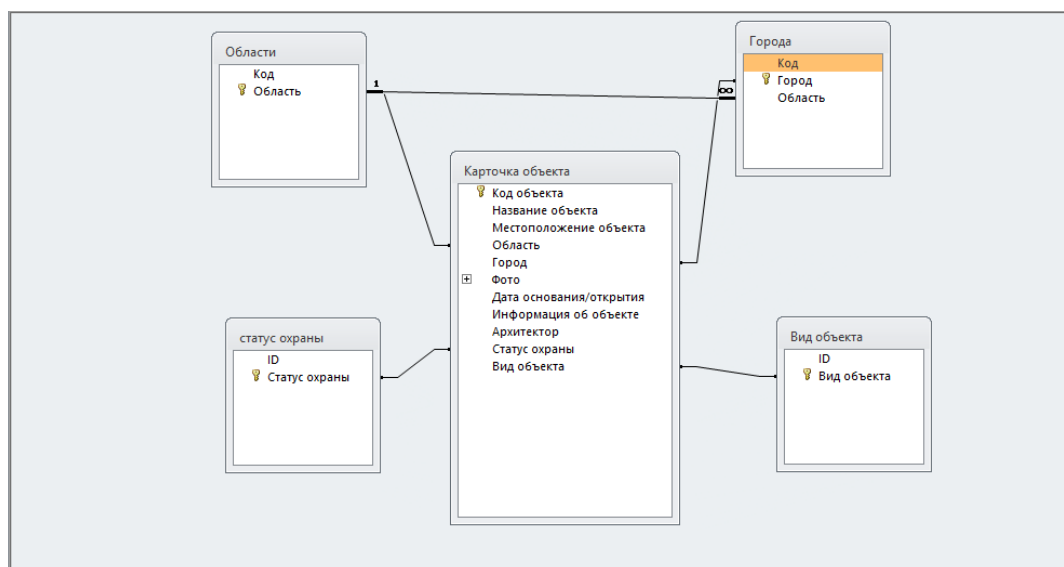 Области
Код
Область
1
∞
Города
Код
Город
Область
Карточка объекта
Код объекта
Название объекта
Местоположение объекта
Область
Город
Фото
Дата основания/открытия
Информация об объекте
Архитектор
Статус охраны
Вид объекта
статус охраны
ID
Статус охраны
Вид объекта
ID
Вид объекта